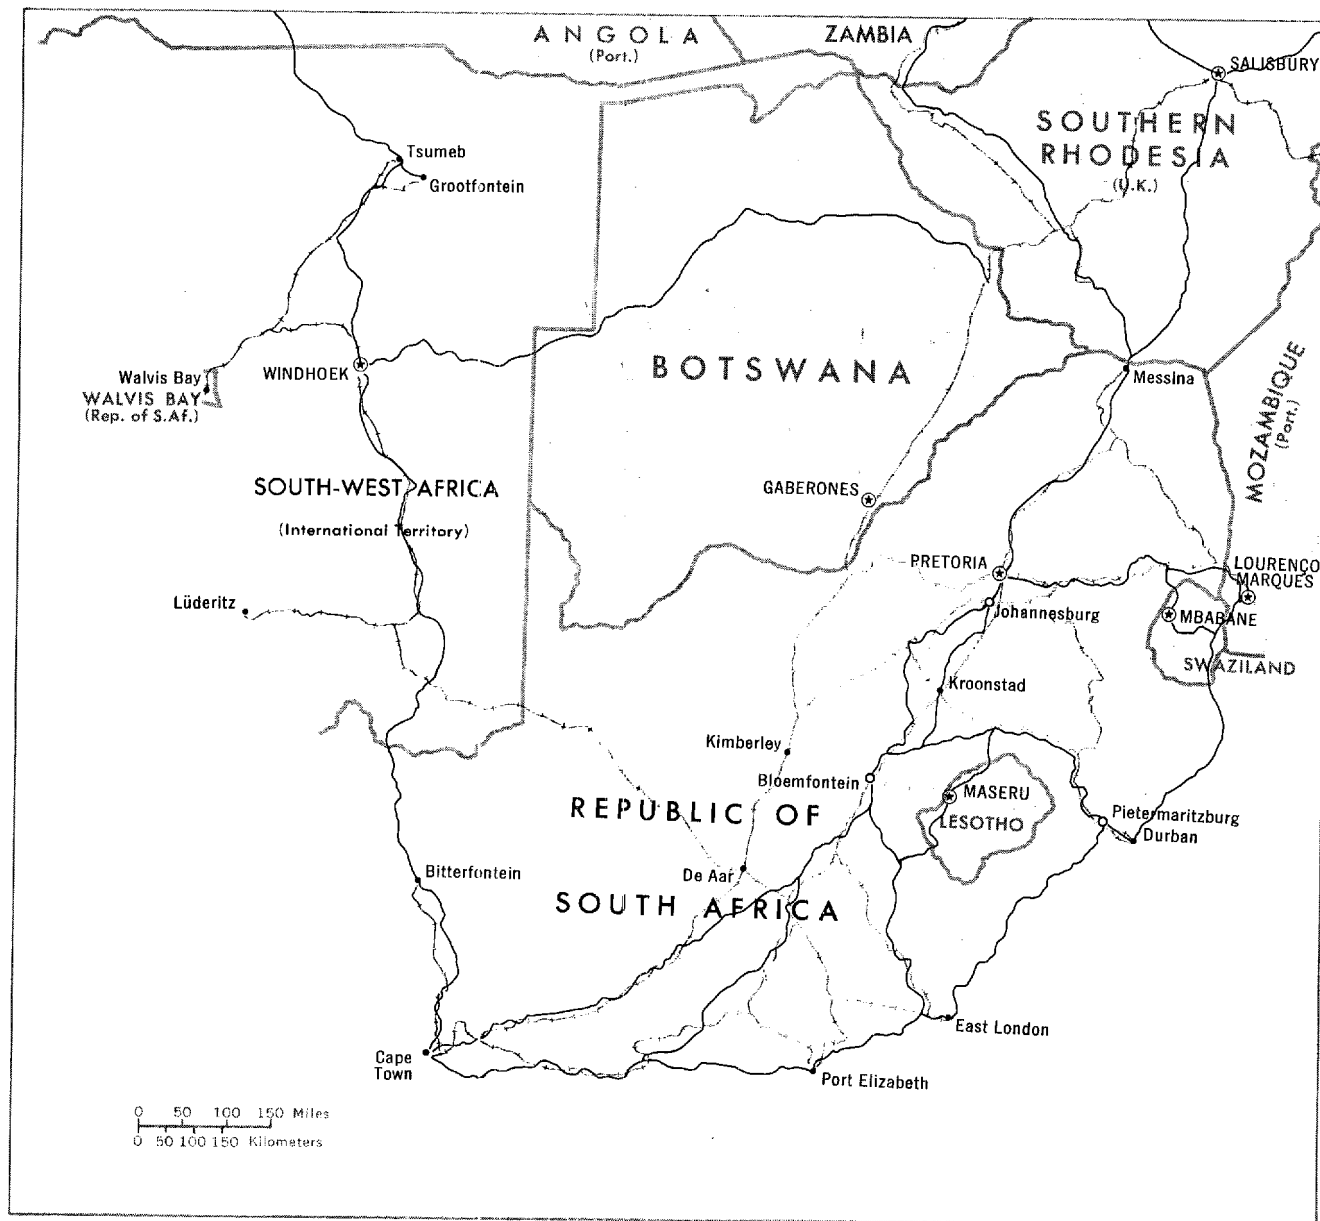 ANGOLA
(Port.)
ZAMBIA
SALISBURY
SOUTHERN
RHODESIA
(U.K.)
Tsumeb
Grootfontein
Walvis Bay
WALVIS BAY
(Rep. of S.Af.)
WINDHOEK
BOTSWANA
Messina
MOZAMBIQUE
(Port.)
SOUTH-WEST AFRICA
(International Territory)
GABERONES
PRETORIA
LOURENÇO
MARQUES
Lüderitz
Johannesburg
MBABANE
SWAZILAND
Kroonstad
Kimberley
Bloemfontein
MASERU
LESOTHO
Pietermaritzburg
Durban
REPUBLIC OF
SOUTH AFRICA
Bitterfontein
De Aar
East London
Cape
Town
Port Elizabeth
0 50 100 150 Miles
0 50 100 150 Kilometers